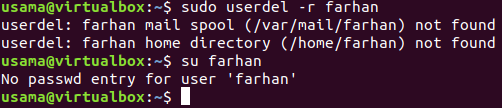 usama@virtualbox:~$ sudo userdel -r farhan
userdel: farhan mail spool (/var/mail/farhan) not found
userdel: farhan home directory (/home/farhan) not found
usama@virtualbox:~$ su farhan
No passwd entry for user 'farhan'
usama@virtualbox:~$